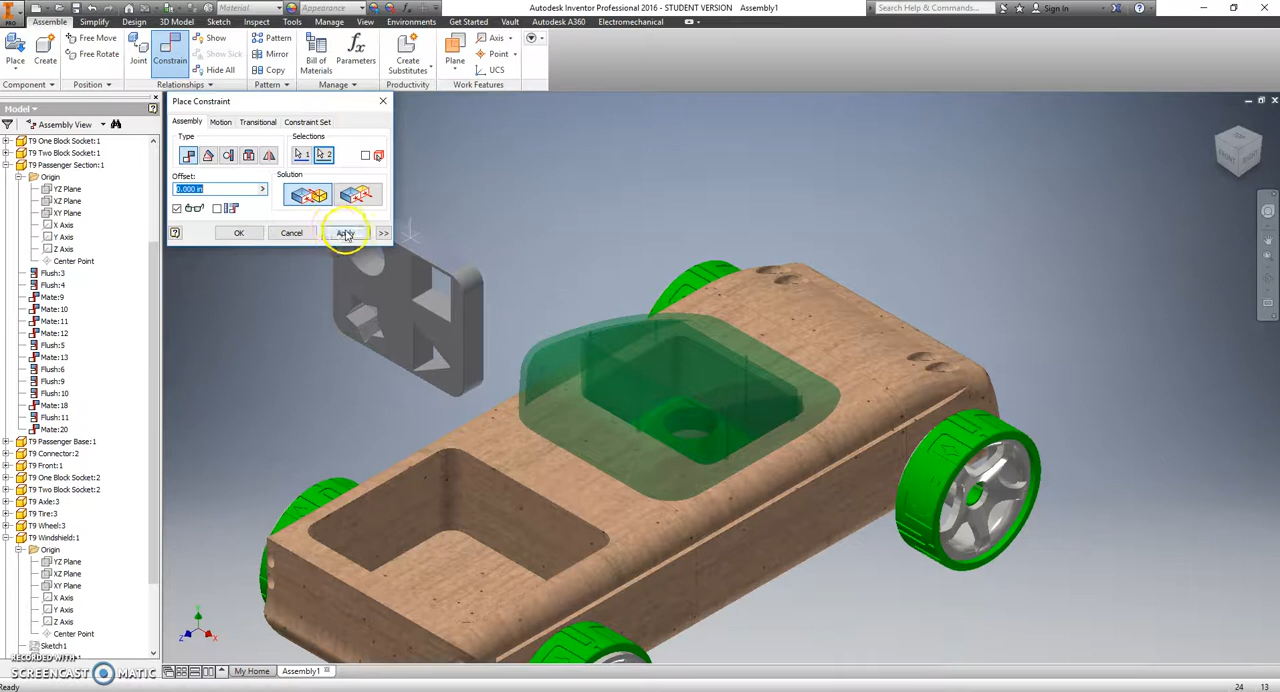 Material
Appearance
Autodesk Inventor Professional 2016 - STUDENT VERSION Assembly1
Search Help & Commands...
Sign In
PRO
Assemble Simplify Design 3D Model Sketch Inspect Tools Manage View Environments Get Started Vault Autodesk A360 Electromechanical
Place
Create
Free Move
Free Rotate
Joint
Constrain
Show
Show Sick
Hide All
Pattern
Mirror
Copy
Bill of Materials
Parameters
Create Substitutes
Plane
Axis
Point
UCS
Component
Position
Relationships
Pattern
Manage
Productivity
Work Features
Model
Assembly View
T9 One Block Socket:1
T9 Two Block Socket:1
T9 Passenger Section:1
Origin
YZ Plane
XZ Plane
XY Plane
X Axis
Y Axis
Z Axis
Center Point
Flush:3
Flush:4
Mate:9
Mate:10
Mate:11
Mate:12
Flush:5
Mate:13
Flush:6
Flush:9
Flush:10
Mate:18
Flush:11
Mate:20
T9 Passenger Base:1
T9 Connector:2
T9 Front:1
T9 One Block Socket:2
T9 Two Block Socket:2
T9 Axle:3
T9 Tire:3
T9 Wheel:3
T9 Windshield:1
Origin
YZ Plane
XZ Plane
XY Plane
X Axis
Y Axis
Z Axis
Center Point
Sketch1
Place Constraint
Assembly Motion Transitional Constraint Set
Type
Selections
1
2
Offset:
0.000 in
Solution
OK
Cancel
Apply
>>
RIGHT
Y
Z
X
RECORDED WITH
SCREENCAST MATIC
My Home
Assembly1
Ready
24
13